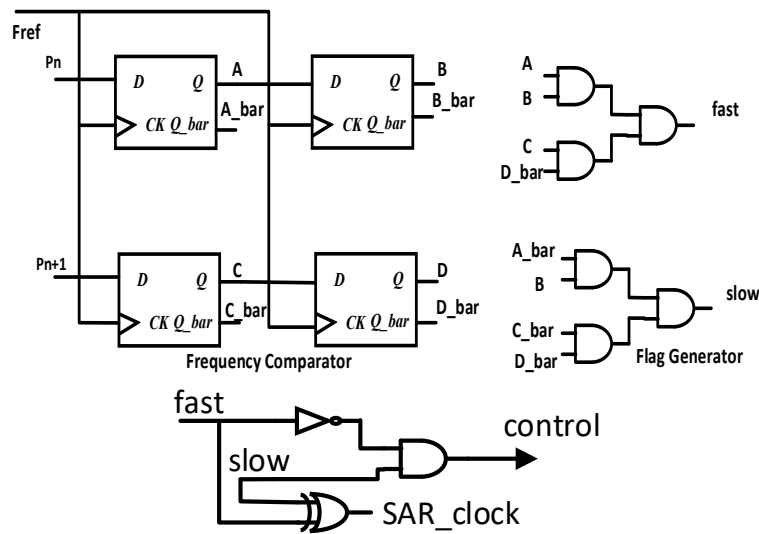 Fref
Pn
D Q
CK Q_bar
A
A_bar
D Q
CK Q_bar
B
B_bar
A
B
C
D_bar
fast
Pn+1
D Q
CK Q_bar
C
C_bar
D Q
CK Q_bar
D
D_bar
A_bar
B
C_bar
D_bar
slow
Frequency Comparator
Flag Generator
fast
slow
control
SAR_clock